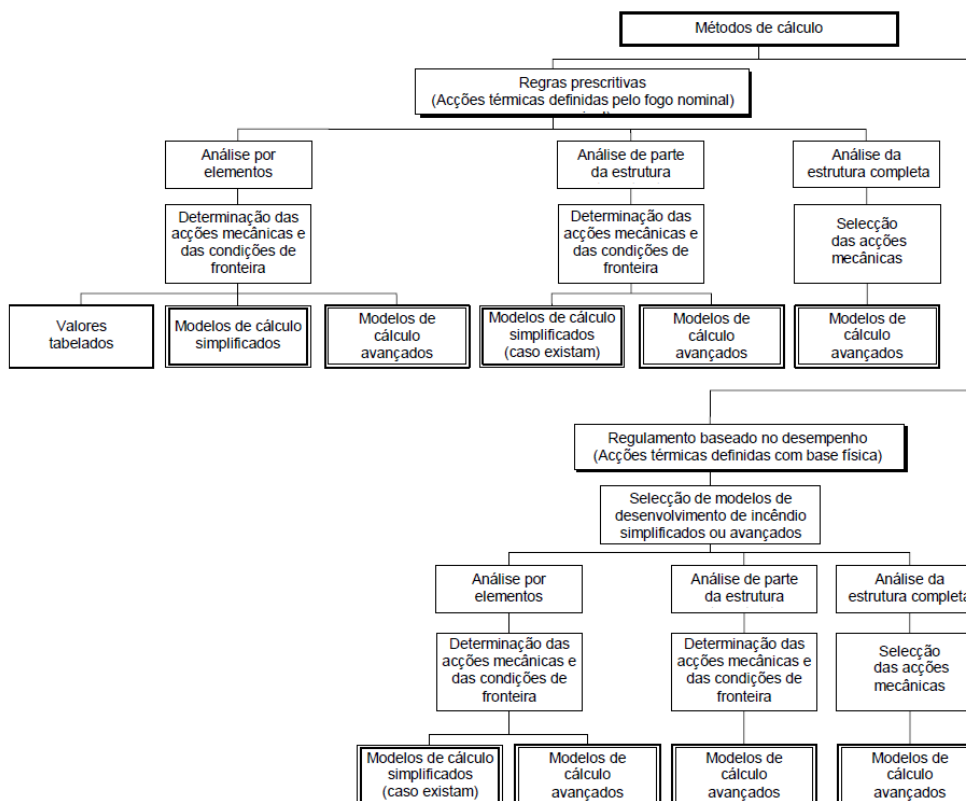 Métodos de cálculo
Regras prescritivas
(Acções térmicas definidas pelo fogo nominal)
Análise por
elementos
Análise de parte
da estrutura
Análise da
estrutura completa
Determinação das
acções mecânicas e
das condições de
fronteira
Determinação das
acções mecânicas e
das condições de
fronteira
Selecção
das acções
mecânicas
Valores
tabelados
Modelos de cálculo
simplificados
Modelos de
cálculo
avançados
Modelos de cálculo
simplificados
(caso existam)
Modelos de
cálculo
avançados
Modelos de
cálculo
avançados
Regulamento baseado no desempenho
(Acções térmicas definidas com base física)
Selecção de modelos de
desenvolvimento de incêndio
simplificados ou avançados
Análise por
elementos
Análise de parte
da estrutura
Análise da
estrutura completa
Determinação das
acções mecânicas e
das condições de
fronteira
Determinação das
acções mecânicas e
das condições de
fronteira
Selecção
das acções
mecânicas
Modelos de cálculo
simplificados
(caso existam)
Modelos de
cálculo
avançados
Modelos de
cálculo
avançados
Modelos de
cálculo
avançados